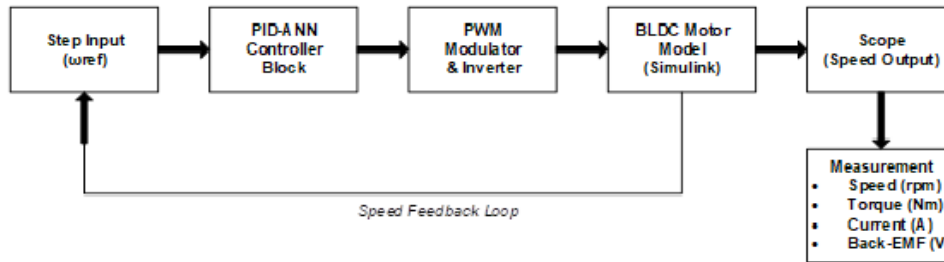 Step Input
(ωref)
PID-ANN
Controller
Block
PWM
Modulator
& Inverter
BLDC Motor
Model
(Simulink)
Scope
(Speed Output)
Measurement
• Speed (rpm)
• Torque (Nm)
• Current (A)
• Back-EMF (V
Speed Feedback Loop